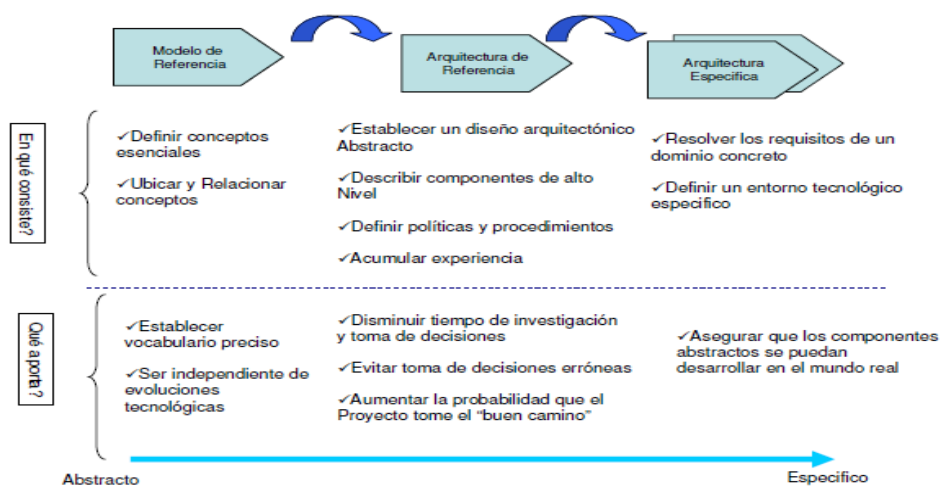 Modelo de
Referencia
Arquitectura de
Referencia
Arquitectura
Especifica
En qué consiste?
✓Definir conceptos
esenciales
✓Ubicar y Relacionar
conceptos
✓Establecer un diseño arquitectónico
Abstracto
✓Describir componentes de alto
Nivel
✓Definir políticas y procedimientos
✓Acumular experiencia
✓Resolver los requisitos de un
dominio concreto
✓Definir un entorno tecnológico
especifico
Qué aporta?
✓Establecer
vocabulario preciso
✓Ser independiente de
evoluciones
tecnológicas
✓Disminuir tiempo de investigación
y toma de decisiones
✓Evitar toma de decisiones erróneas
✓Aumentar la probabilidad que el
Proyecto tome el “buen camino”
✓Asegurar que los componentes
abstractos se puedan
desarrollar en el mundo real
Abstracto
Especifico